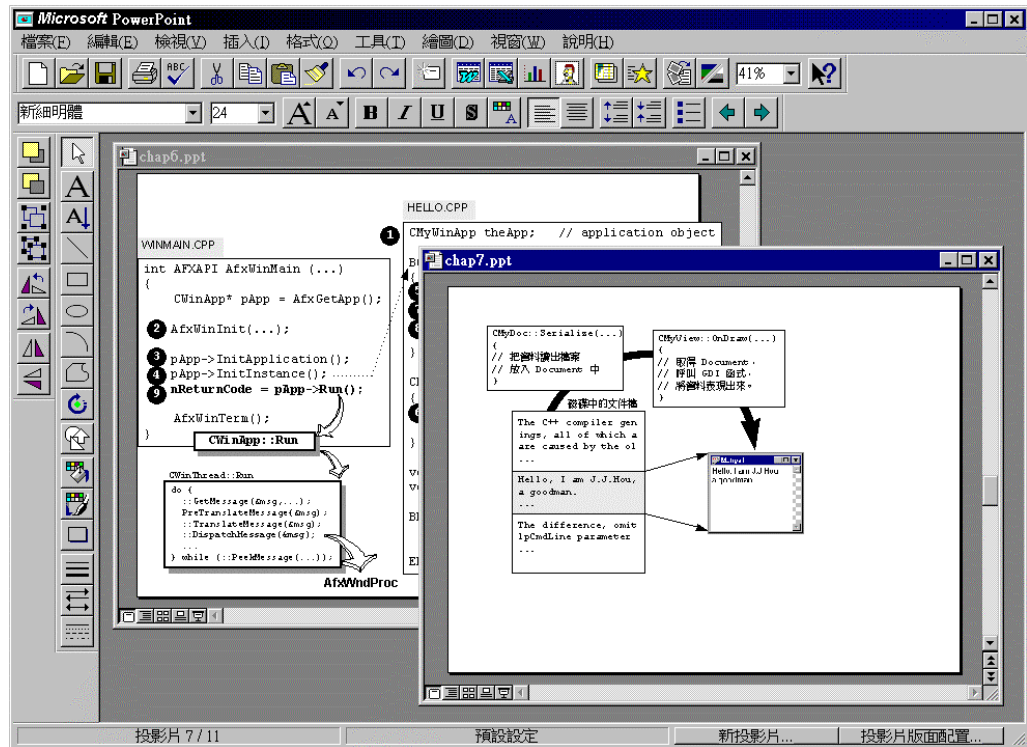 Microsoft PowerPoint
檔案(F) 編輯(E) 檢視(V) 插入(I) 格式(O) 工具(T) 繪圖(D) 視窗(W) 說明(H)
ABC
41%
新細明體
24
A A B I U S A
chap6.ppt
HELLO.CPP
1 CMyWinApp theApp; // application object
WINMAIN.CPP
int AFXAPI AfxWinMain (...)
{
CWinApp* pApp = AfxGetApp();
2 AfxWinInit(...);
3 pApp->InitApplication();
4 pApp->InitInstance();
9 nReturnCode = pApp->Run();
AfxWinTerm();
}
CWinApp::Run
CWinThread::Run
do {
::GetMessage(&msg,...);
PreTranslateMessage(&msg);
::TranslateMessage(&msg);
::DispatchMessage(&msg);
...
} while (::PeekMessage(...));
AfxWndProc
chap7.ppt
CMyDoc::Serialize(...)
{
// 把資料讀出檔案
// 放入 Document 中
}
CMyView::OnDraw(...)
{
// 取得 Document，
// 呼叫 GDI 函式，
// 將資料表現出來。
}
磁碟中的文件檔
The C++ compiler gen
ings, all of which a
are caused by the ol
...
Hello, I am J.J.Hou,
a goodman.
...
The difference, omit
lpCmdLine parameter
...
Hello, I am J.J.Hou
a goodman
投影片 7 / 11
預設設定
新投影片...
投影片版面配置...